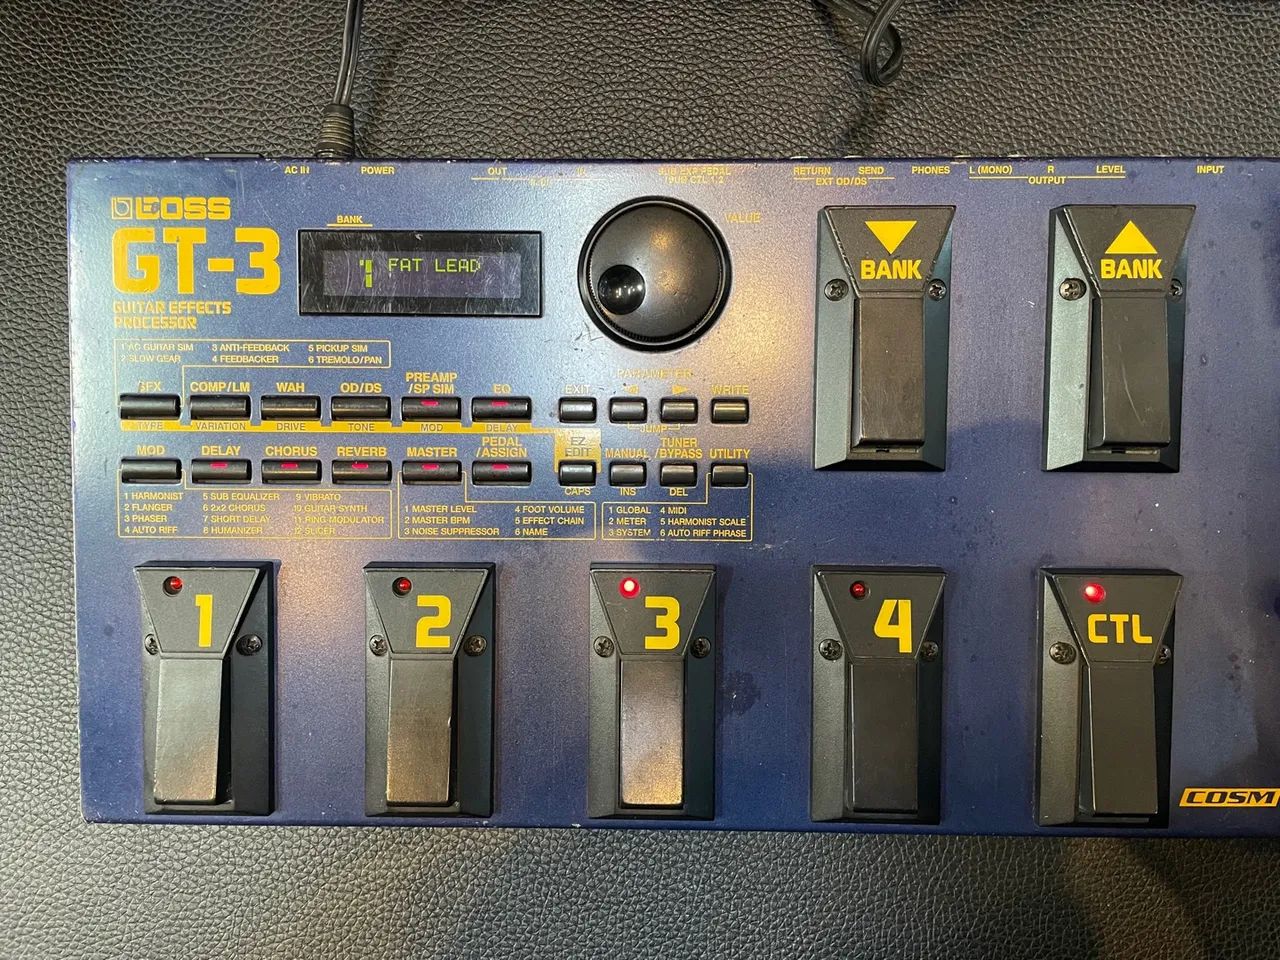 AC IN POWER OUT IN SUB EXP PEDAL RETURN SEND PHONES L (MONO) R LEVEL INPUT
/SUB CTL 1,2 EXT OD/DS OUTPUT
BOSS
GT-3
GUITAR EFFECTS
PROCESSOR
BANK
FAT LEAD
VALUE
BANK
BANK
1 AC GUITAR SIM 3 ANTI-FEEDBACK 5 PICKUP SIM
2 SLOW GEAR 4 FEEDBACKER 6 TREMOLO/PAN
SFX COMP/LM WAH OD/DS PREAMP /SP SIM EQ
TYPE VARIATION DRIVE TONE MOD DELAY
PARAMETER
EXIT WRITE
JUMP
EZ EDIT
MOD DELAY CHORUS REVERB MASTER PEDAL /ASSIGN
MANUAL TUNER /BYPASS UTILITY
CAPS INS DEL
1 HARMONIST 5 SUB EQUALIZER 9 VIBRATO
2 FLANGER 6 2x2 CHORUS 10 GUITAR SYNTH
3 PHASER 7 SHORT DELAY 11 RING MODULATOR
4 AUTO RIFF 8 HUMANIZER 12 SLICER
1 MASTER LEVEL 4 FOOT VOLUME
2 MASTER BPM 5 EFFECT CHAIN
3 NOISE SUPPRESSOR 6 NAME
1 GLOBAL 4 MIDI
2 METER 5 HARMONIST SCALE
3 SYSTEM 6 AUTO RIFF PHRASE
1
2
3
4
CTL
COSM